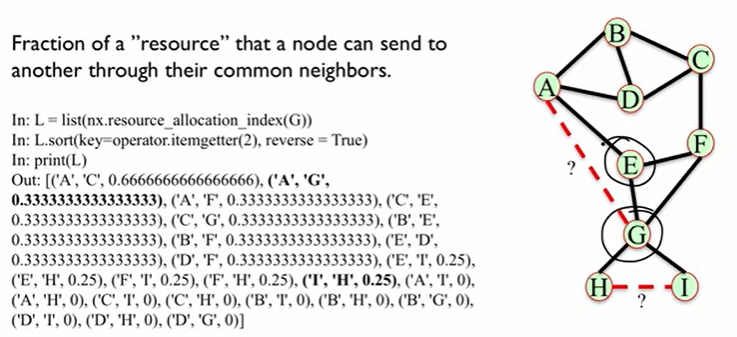 Fraction of a ”resource” that a node can send to
another through their common neighbors.
In: L = list(nx.resource_allocation_index(G))
In: L.sort(key=operator.itemgetter(2), reverse = True)
In: print(L)
Out: [('A', 'C', 0.6666666666666666), ('A', 'G',
0.3333333333333333), ('A', 'F', 0.3333333333333333), ('C', 'E',
0.3333333333333333), ('C', 'G', 0.3333333333333333), ('B', 'E',
0.3333333333333333), ('B', 'F', 0.3333333333333333), ('E', 'D',
0.3333333333333333), ('D', 'F', 0.3333333333333333), ('E', 'I', 0.25),
('E', 'H', 0.25), ('F', 'I', 0.25), ('F', 'H', 0.25), ('I', 'H', 0.25), ('A', 'I', 0),
('A', 'H', 0), ('C', 'I', 0), ('C', 'H', 0), ('B', 'I', 0), ('B', 'H', 0), ('B', 'G', 0),
('D', 'I', 0), ('D', 'H', 0), ('D', 'G', 0)]
B
C
A
D
F
?
E
G
H
I
?